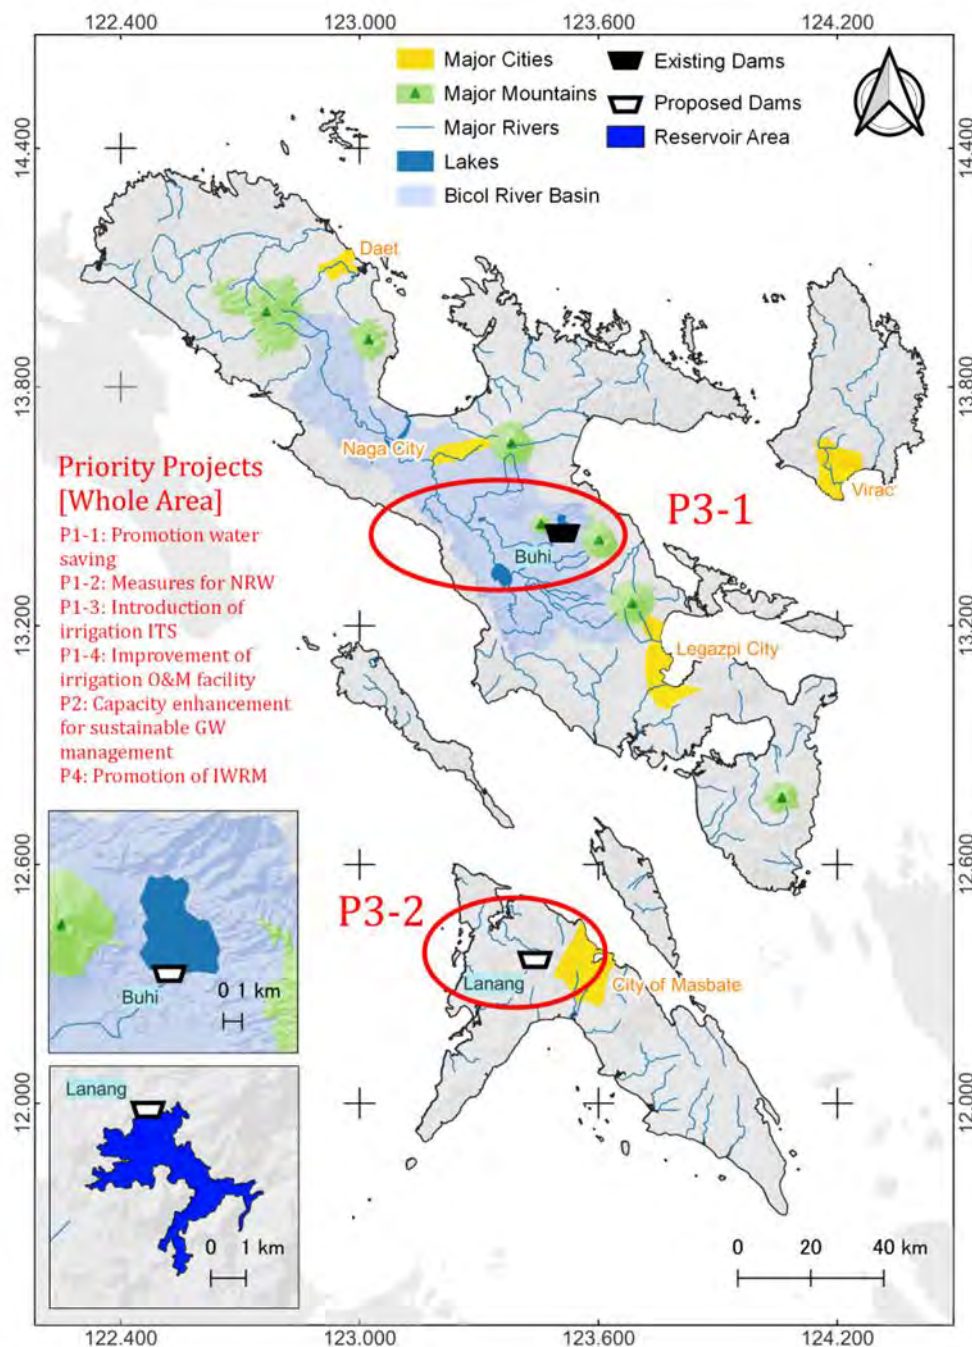 122.400 123.000 123.600 124.200
Major Cities
Major Mountains
Major Rivers
Lakes
Bicol River Basin
Existing Dams
Proposed Dams
Reservoir Area
14.400 14.400
Daet
13.800 13.800
Naga City
Virac
Priority Projects
[Whole Area]
P1-1: Promotion water
saving
P1-2: Measures for NRW
P1-3: Introduction of
irrigation ITS
P1-4: Improvement of
irrigation O&M facility
P2: Capacity enhancement
for sustainable GW
management
P4: Promotion of IWRM
P3-1
Buhi
13.200 13.200
Legazpi City
12.600 12.600
P3-2
Lanang
City of Masbate
Buhi
0 1 km
12.000 12.000
Lanang
0 1 km
0 20 40 km
122.400 123.000 123.600 124.200